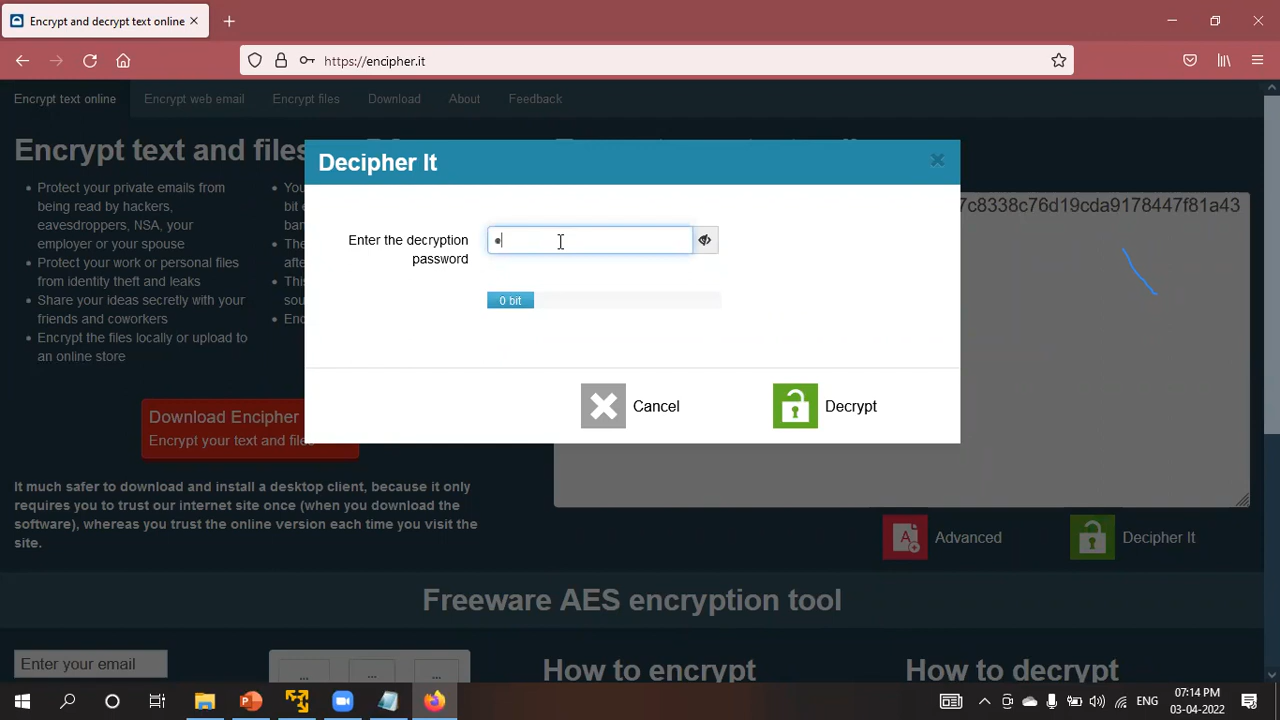 Encrypt and decrypt text online
https://encipher.it
Encrypt text online
Encrypt web email
Encrypt files
Download
About
Feedback
Encrypt text and files
Protect your private emails from
being read by hackers,
eavesdroppers, NSA, your
employer or your spouse
Protect your work or personal files
from identity theft and leaks
Share your ideas secretly with your
friends and coworkers
Encrypt the files locally or upload to
an online store
Decipher It
Enter the decryption
password
0 bit
Cancel
Decrypt
7c8338c76d19cda9178447f81a43
Download Encipher
Encrypt your text and files
It much safer to download and install a desktop client, because it only
requires you to trust our internet site once (when you download the
software), whereas you trust the online version each time you visit the
site.
Advanced
Decipher It
Freeware AES encryption tool
Enter your email
...
...
...
How to encrypt
How to decrypt
ENG
07:14 PM
03-04-2022